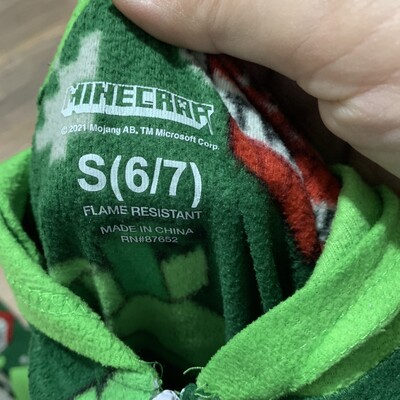 MINECRAFT
© 2021 Mojang AB, TM Microsoft Corp.
S(6/7)
FLAME RESISTANT
MADE IN CHINA
RN#87652